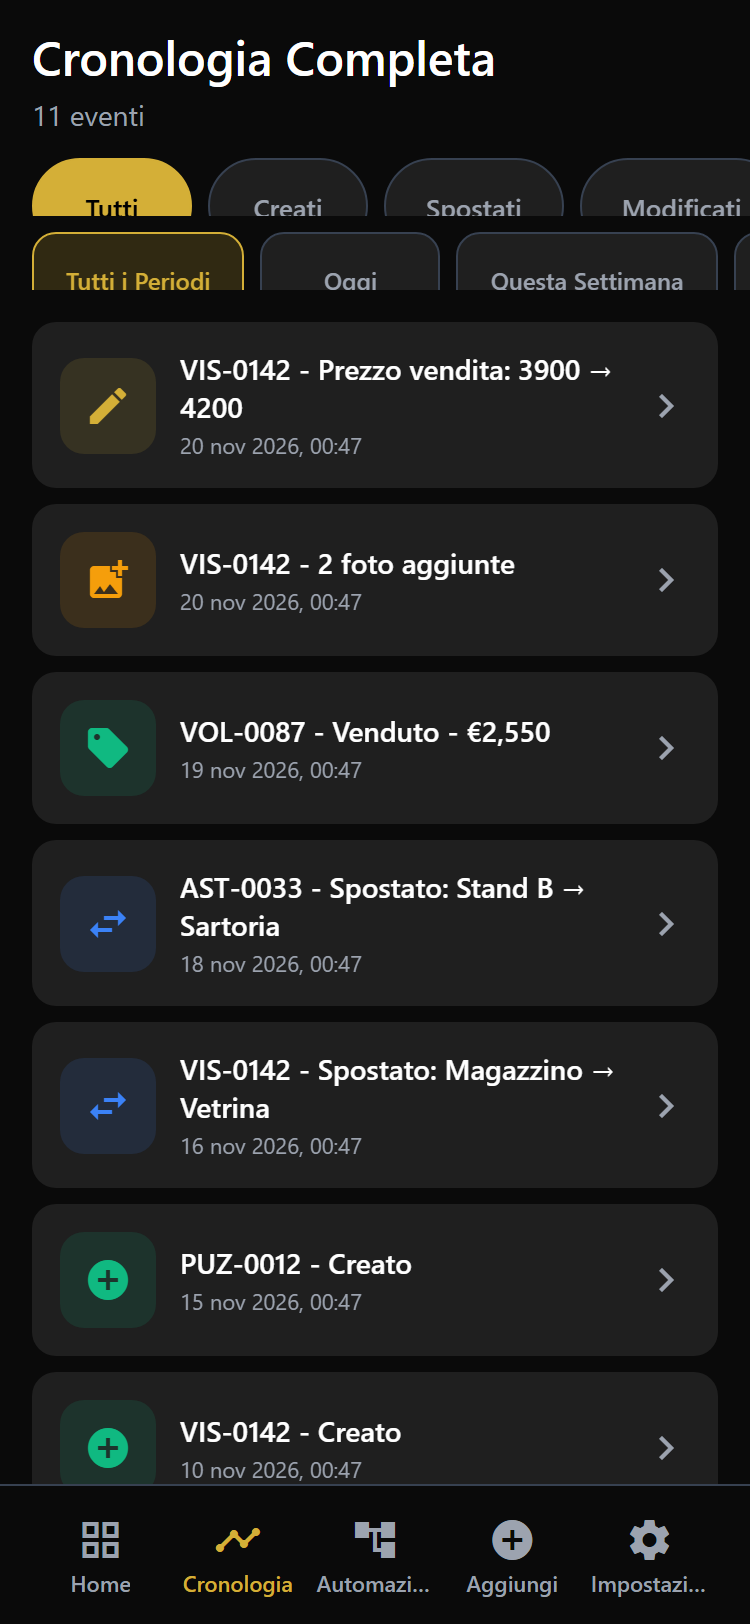 Cronologia Completa
11 eventi
Tutti
Creati
Spostati
Modificati
Tutti i Periodi
Oggi
Questa Settimana
VIS-0142 - Prezzo vendita: 3900 →
4200
20 nov 2026, 00:47
VIS-0142 - 2 foto aggiunte
20 nov 2026, 00:47
VOL-0087 - Venduto - €2,550
19 nov 2026, 00:47
AST-0033 - Spostato: Stand B →
Sartoria
18 nov 2026, 00:47
VIS-0142 - Spostato: Magazzino →
Vetrina
16 nov 2026, 00:47
PUZ-0012 - Creato
15 nov 2026, 00:47
VIS-0142 - Creato
10 nov 2026, 00:47
Home
Cronologia
Automazi...
Aggiungi
Impostazi...